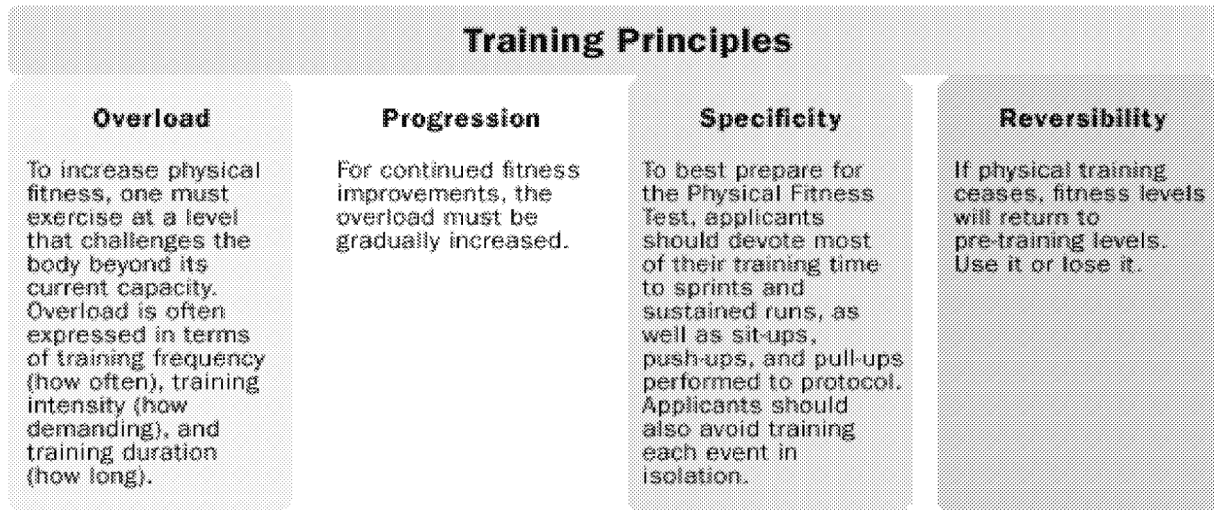 Training Principles
Overload
To increase physical
fitness, one must
exercise at a level
that challenges the
body beyond its
current capacity.
Overload is often
expressed in terms
of training frequency
(how often), training
intensity (how
demanding), and
training duration
(how long).
Progression
For continued fitness
improvements, the
overload must be
gradually increased.
Specificity
To best prepare for
the Physical Fitness
Test, applicants
should devote most
of their training time
to sprints and
sustained runs, as
well as sit-ups,
push-ups, and pull-ups
performed to protocol.
Applicants should
also avoid training
each event in
isolation.
Reversibility
If physical training
ceases, fitness levels
will return to
pre-training levels.
Use it or lose it.